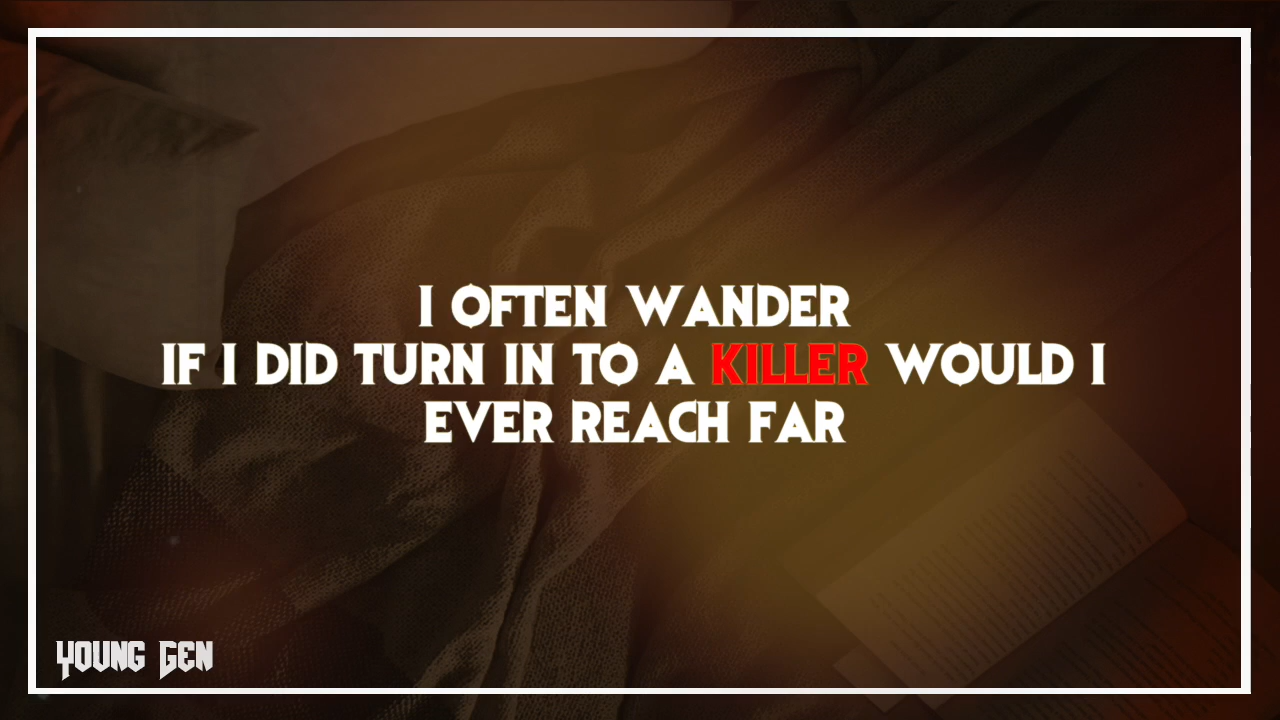 I OFTEN WANDER
IF I DID TURN IN TO A KILLER WOULD I
EVER REACH FAR
YOUNG GEN